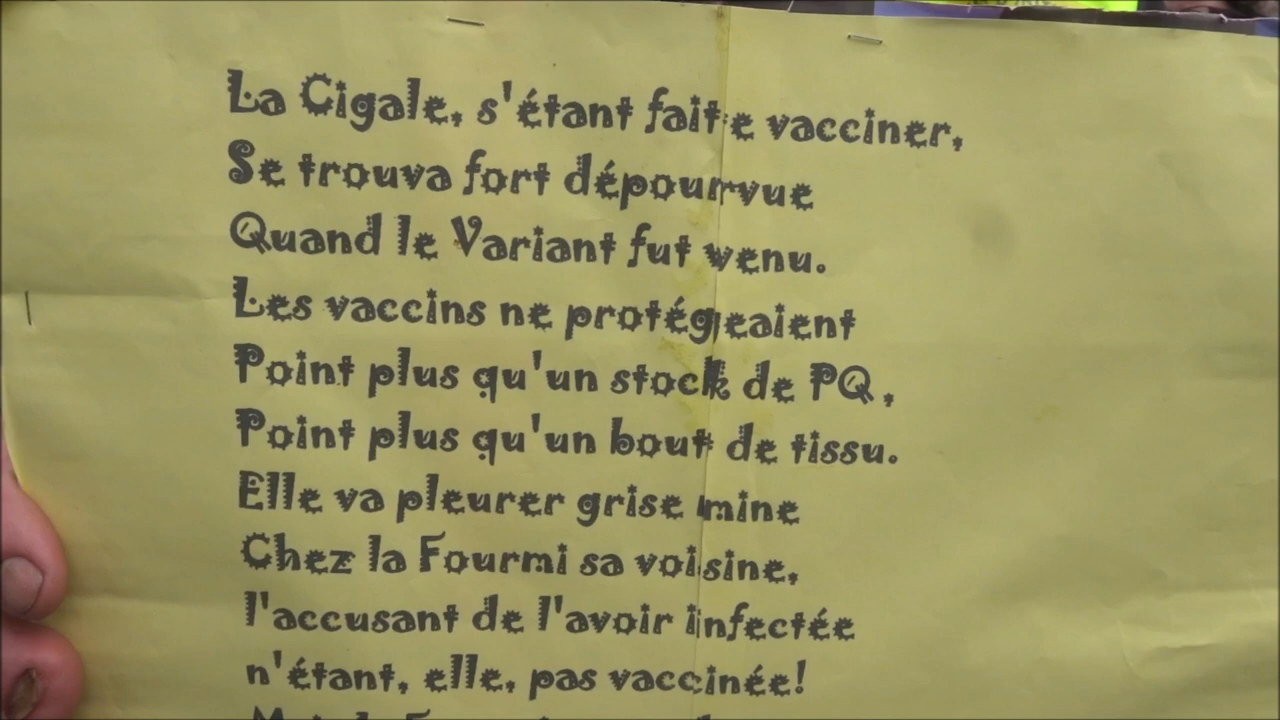 La Cigale, s'étant faite vacciner,
Se trouva fort dépourvue
Quand le Variant fut venu.
Les vaccins ne protégeaient
Point plus qu'un stock de PQ,
Point plus qu'un bout de tissu.
Elle va pleurer grise mine
Chez la Fourmi sa voisine,
l'accusant de l'avoir infectée
n'étant, elle, pas vaccinée!